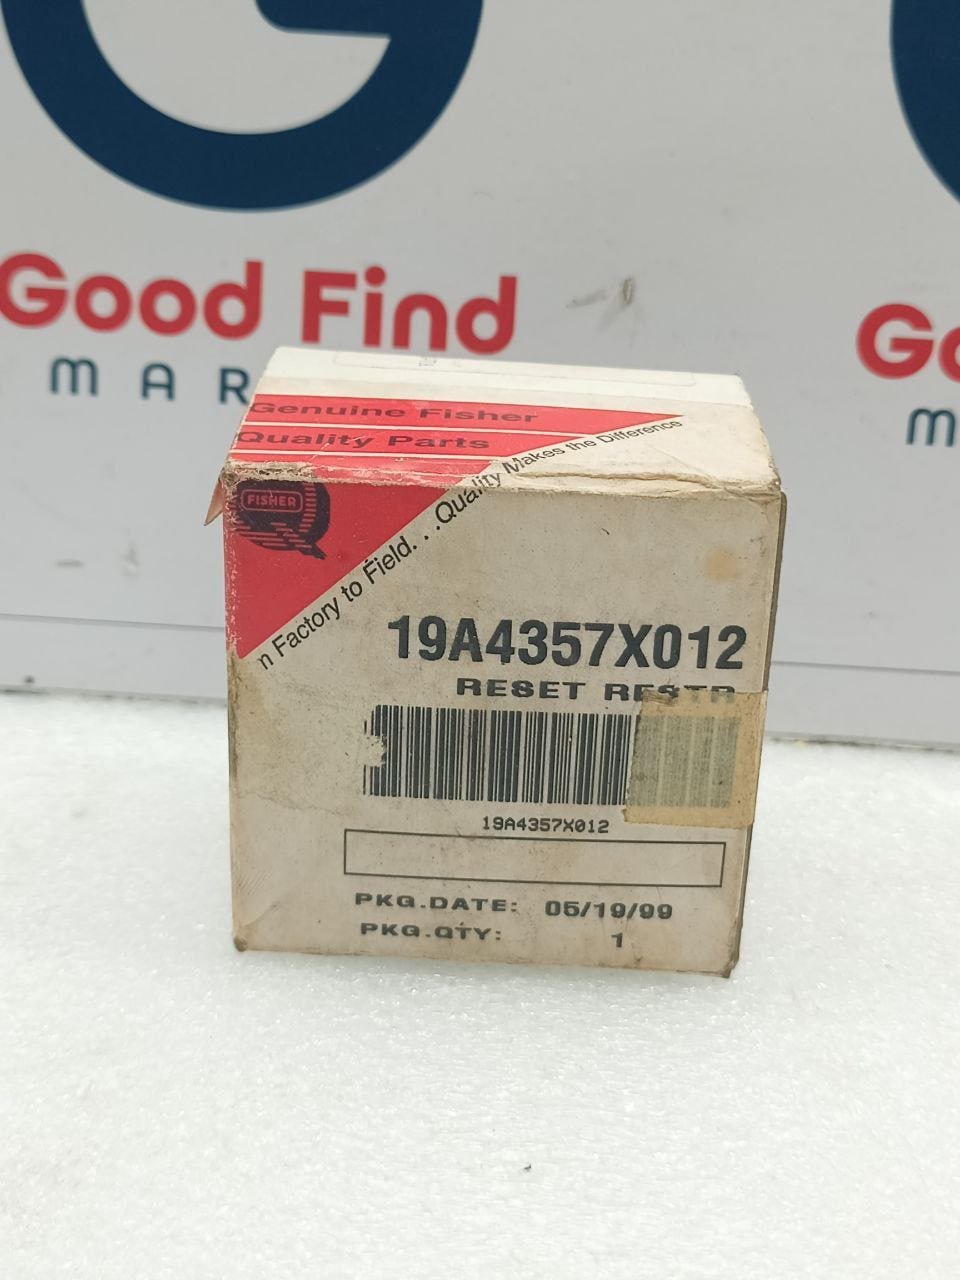 Good Find
MAR
Go
M
Genuine Fisher
Quality Parts
FISHER
Factory to Field. . .Quality Makes the Difference
19A4357X012
RESET RESTR
19A4357X012
PKG.DATE: 05/19/99
PKG.QTY: 1